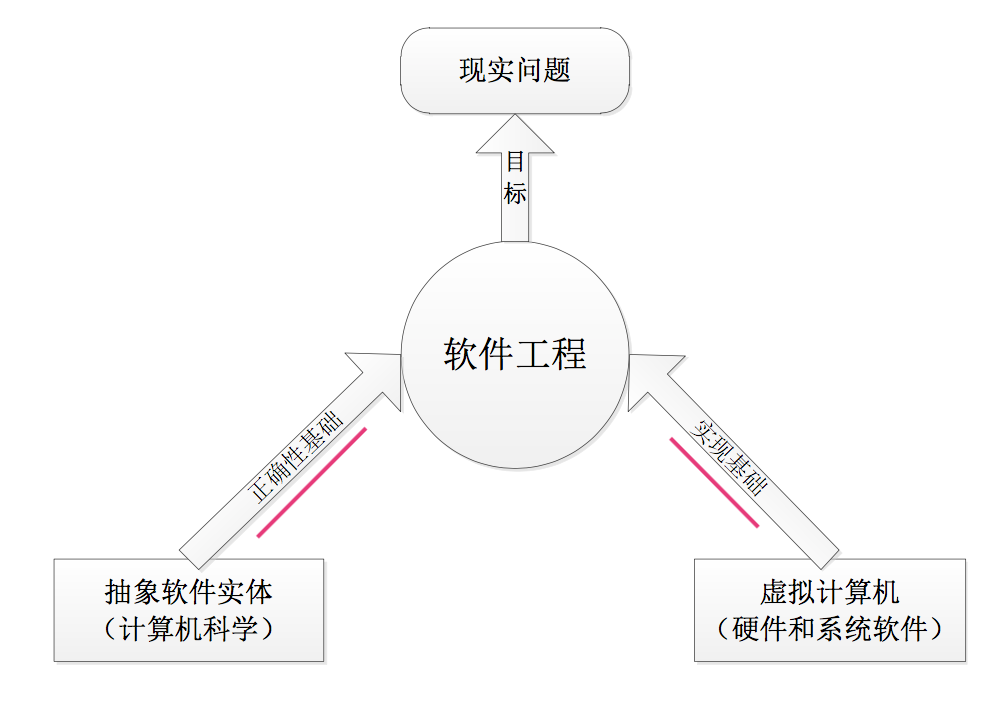 现实问题
目标
软件工程
正确性基础
实现基础
抽象软件实体
（计算机科学）
虚拟计算机
（硬件和系统软件）